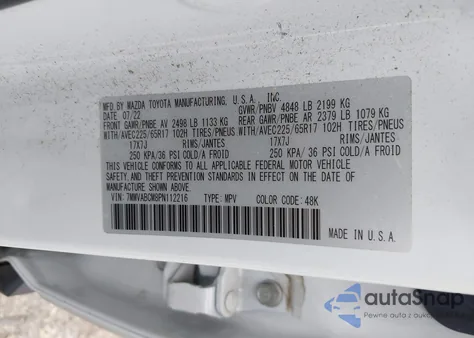 MFD. BY MAZDA TOYOTA MANUFACTURING, U.S.A., INC.
DATE 07/22 GVWR/PNBV 4848 LB 2199 KG
FRONT GAWR/PNBE AV 2498 LB 1133 KG REAR GAWR/PNBE AR 2379 LB 1079 KG
WITH/AVEC225/65R17 102H TIRES/PNEUS WITH/AVEC225/65R17 102H TIRES/PNEUS
17X7J RIMS/JANTES 17X7J RIMS/JANTES
250 KPA/ 36 PSI COLD/A FROID 250 KPA/ 36 PSI COLD/A FROID
THIS VEHICLE CONFORMS TO ALL APPLICABLE FEDERAL MOTOR VEHICLE
SAFETY AND THEFT PREVENTION STANDARDS IN EFFECT ON THE DATE OF
MANUFACTURE SHOWN ABOVE.
VIN: 7MMVABCM8PN112216 TYPE: MPV COLOR CODE: 48K
MADE IN U.S.A.
autoSnap
Pewne auta z USA